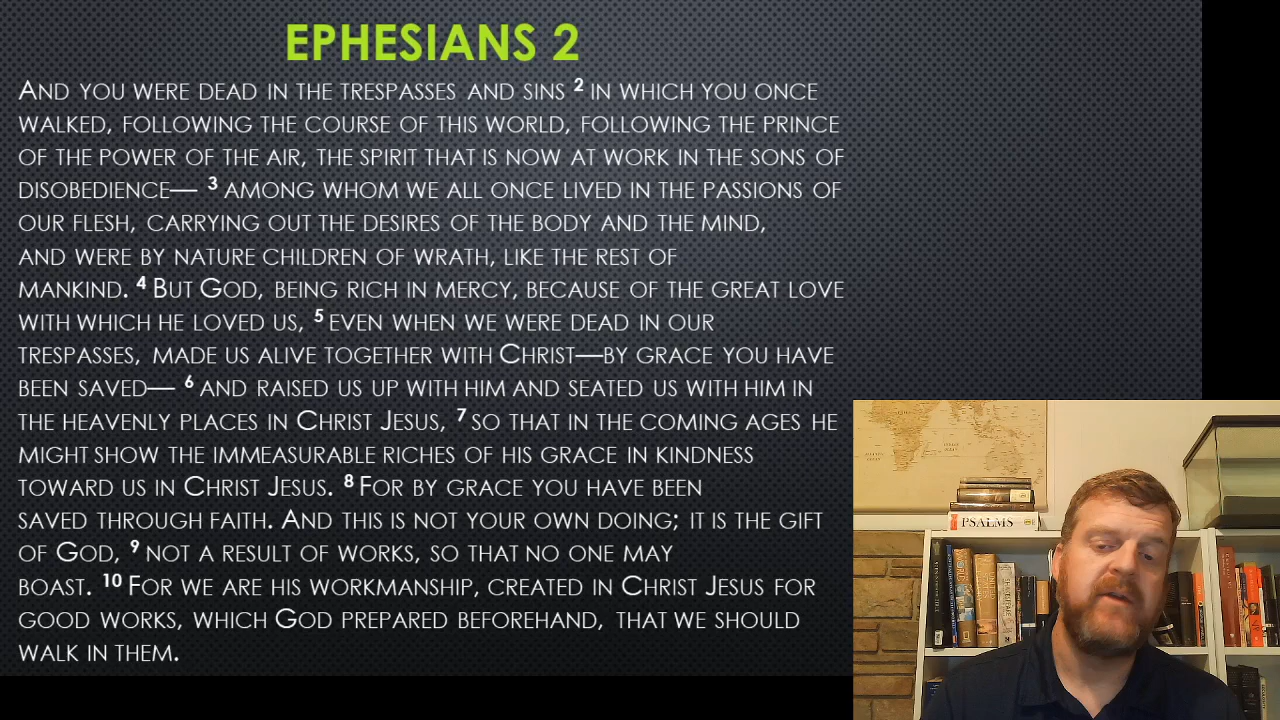 EPHESIANS 2
AND YOU WERE DEAD IN THE TRESPASSES AND SINS 2 IN WHICH YOU ONCE
WALKED, FOLLOWING THE COURSE OF THIS WORLD, FOLLOWING THE PRINCE
OF THE POWER OF THE AIR, THE SPIRIT THAT IS NOW AT WORK IN THE SONS OF
DISOBEDIENCE— 3 AMONG WHOM WE ALL ONCE LIVED IN THE PASSIONS OF
OUR FLESH, CARRYING OUT THE DESIRES OF THE BODY AND THE MIND,
AND WERE BY NATURE CHILDREN OF WRATH, LIKE THE REST OF
MANKIND. 4 BUT GOD, BEING RICH IN MERCY, BECAUSE OF THE GREAT LOVE
WITH WHICH HE LOVED US, 5 EVEN WHEN WE WERE DEAD IN OUR
TRESPASSES, MADE US ALIVE TOGETHER WITH CHRIST—BY GRACE YOU HAVE
BEEN SAVED— 6 AND RAISED US UP WITH HIM AND SEATED US WITH HIM IN
THE HEAVENLY PLACES IN CHRIST JESUS, 7 SO THAT IN THE COMING AGES HE
MIGHT SHOW THE IMMEASURABLE RICHES OF HIS GRACE IN KINDNESS
TOWARD US IN CHRIST JESUS. 8 FOR BY GRACE YOU HAVE BEEN
SAVED THROUGH FAITH. AND THIS IS NOT YOUR OWN DOING; IT IS THE GIFT
OF GOD, 9 NOT A RESULT OF WORKS, SO THAT NO ONE MAY
BOAST. 10 FOR WE ARE HIS WORKMANSHIP, CREATED IN CHRIST JESUS FOR
GOOD WORKS, WHICH GOD PREPARED BEFOREHAND, THAT WE SHOULD
WALK IN THEM.
PSALMS